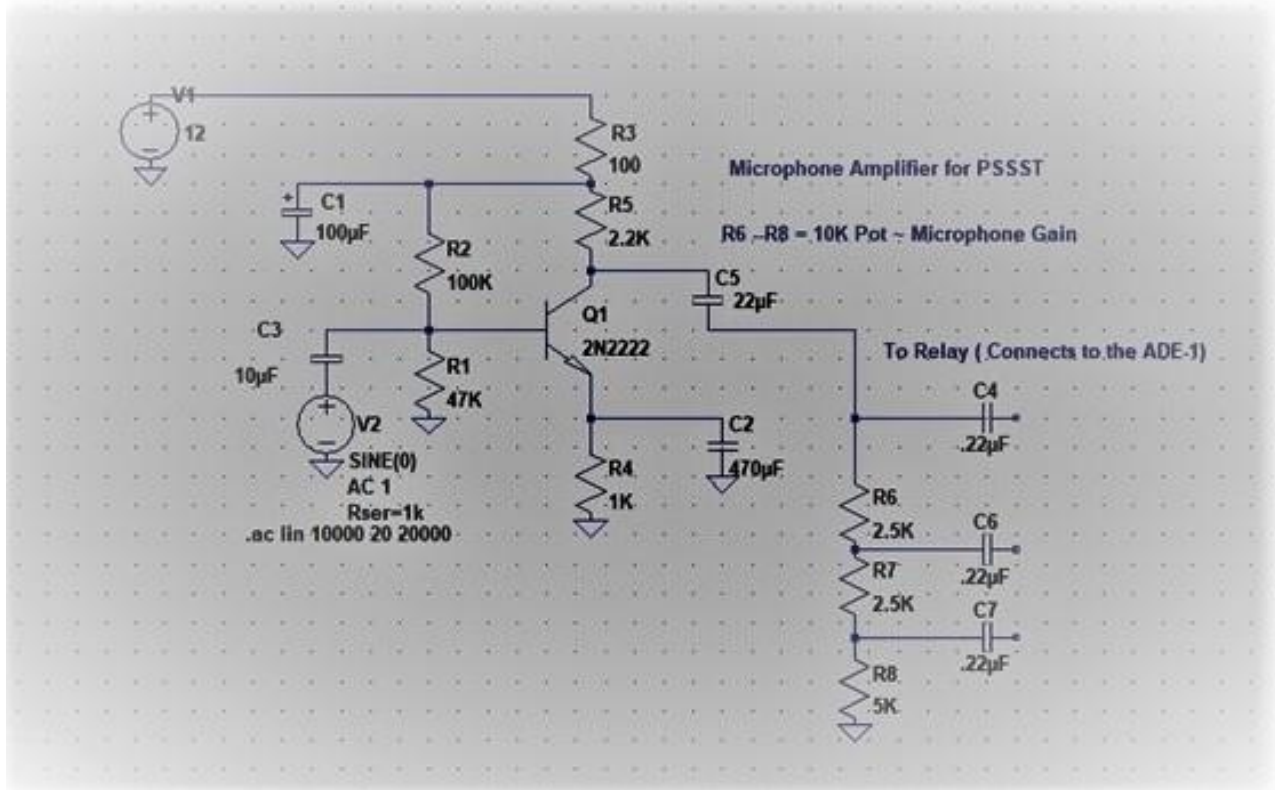 V1
12
R3
100
Microphone Amplifier for PSSST
C1
100µF
R5
2.2K
R6 -R8 = 10K Pot ~ Microphone Gain
R2
100K
C5
22µF
C3
10µF
Q1
2N2222
R1
47K
To Relay ( Connects to the ADE-1)
C4
.22µF
V2
SINE(0)
AC 1
Rser=1k
.ac lin 10000 20 20000
C2
470µF
R4
1K
R6
2.5K
C6
.22µF
R7
2.5K
C7
.22µF
R8
5K